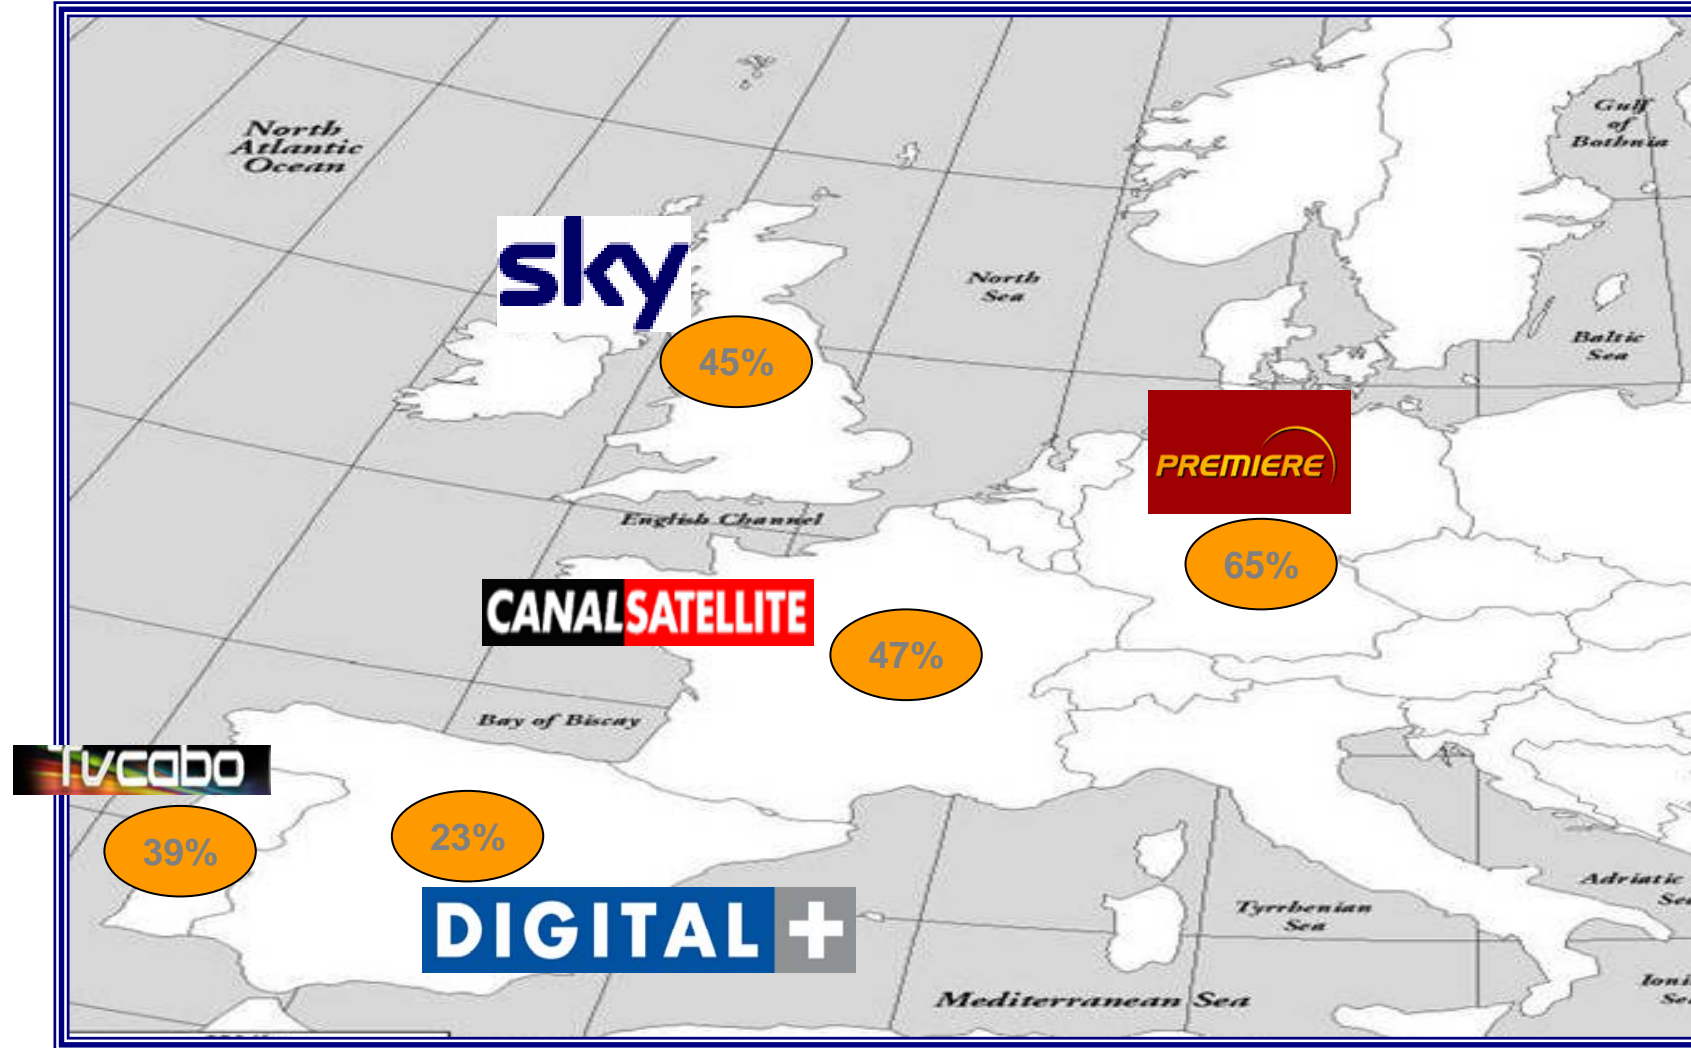 North
Atlantic
Ocean
Gulf
of
Bothnia
sky
North
Sea
45%
Baltic
Sea
PREMIERE
English Channel
65%
CANALSATELLITE
47%
Bay of Biscay
Tvcabo
39%
23%
DIGITAL +
Adriatic
Tyrrhenian
Sea
Mediterranean Sea